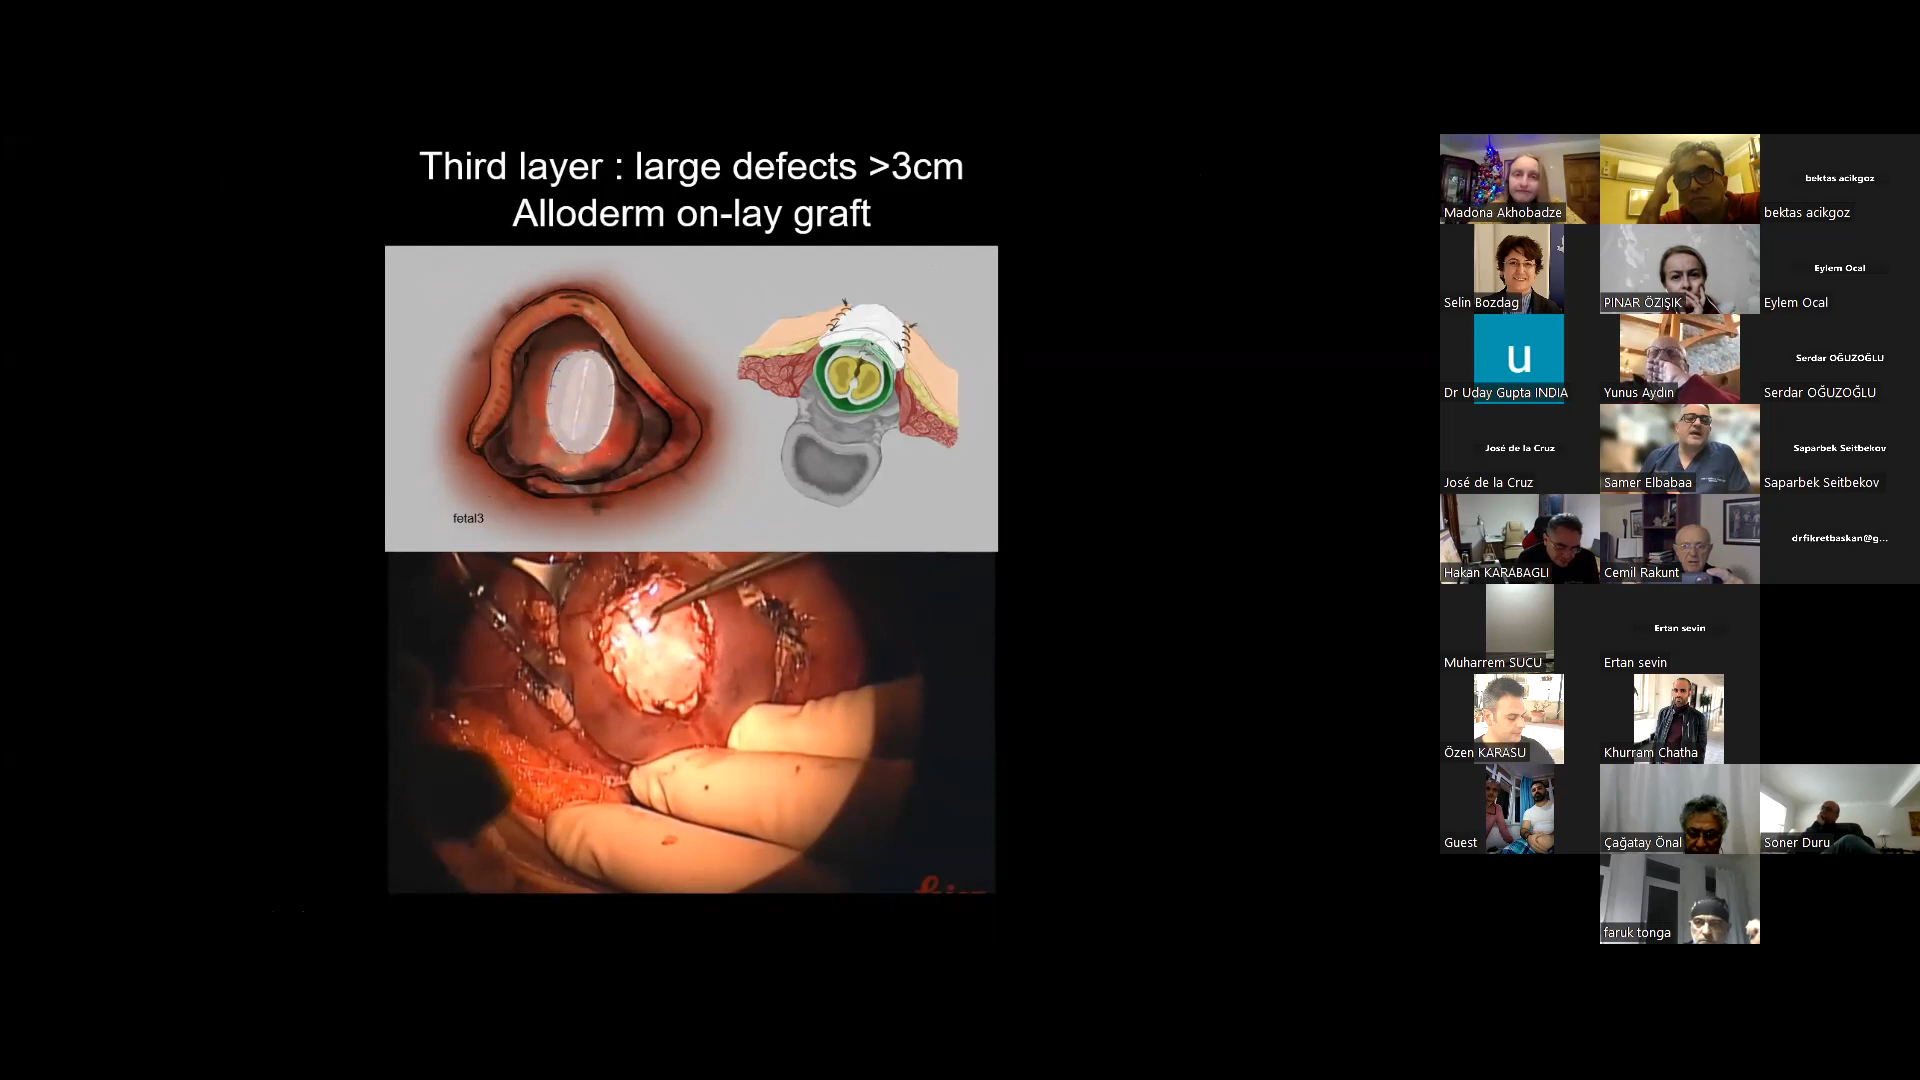 Third layer : large defects >3cm
Alloderm on-lay graft
fetal3
Madona Akhobadze
bektas acikgoz
bektas acikgoz
Selin Bozdag
PINAR ÖZIŞIK
Eylem Ocal
Eylem Ocal
u
Dr Uday Gupta INDIA
Yunus Aydın
Serdar OĞUZOĞLU
Serdar OĞUZOĞLU
José de la Cruz
José de la Cruz
Samer Elbabaa
Saparbek Seitbekov
Saparbek Seitbekov
Hakan KARABAGLI
Cemil Rakunt
drfikretbaskan@g...
Muharrem SUCU
Ertan sevin
Ertan sevin
Özen KARASU
Khurram Chatha
Guest
Çağatay Önal
Soner Duru
faruk tonga